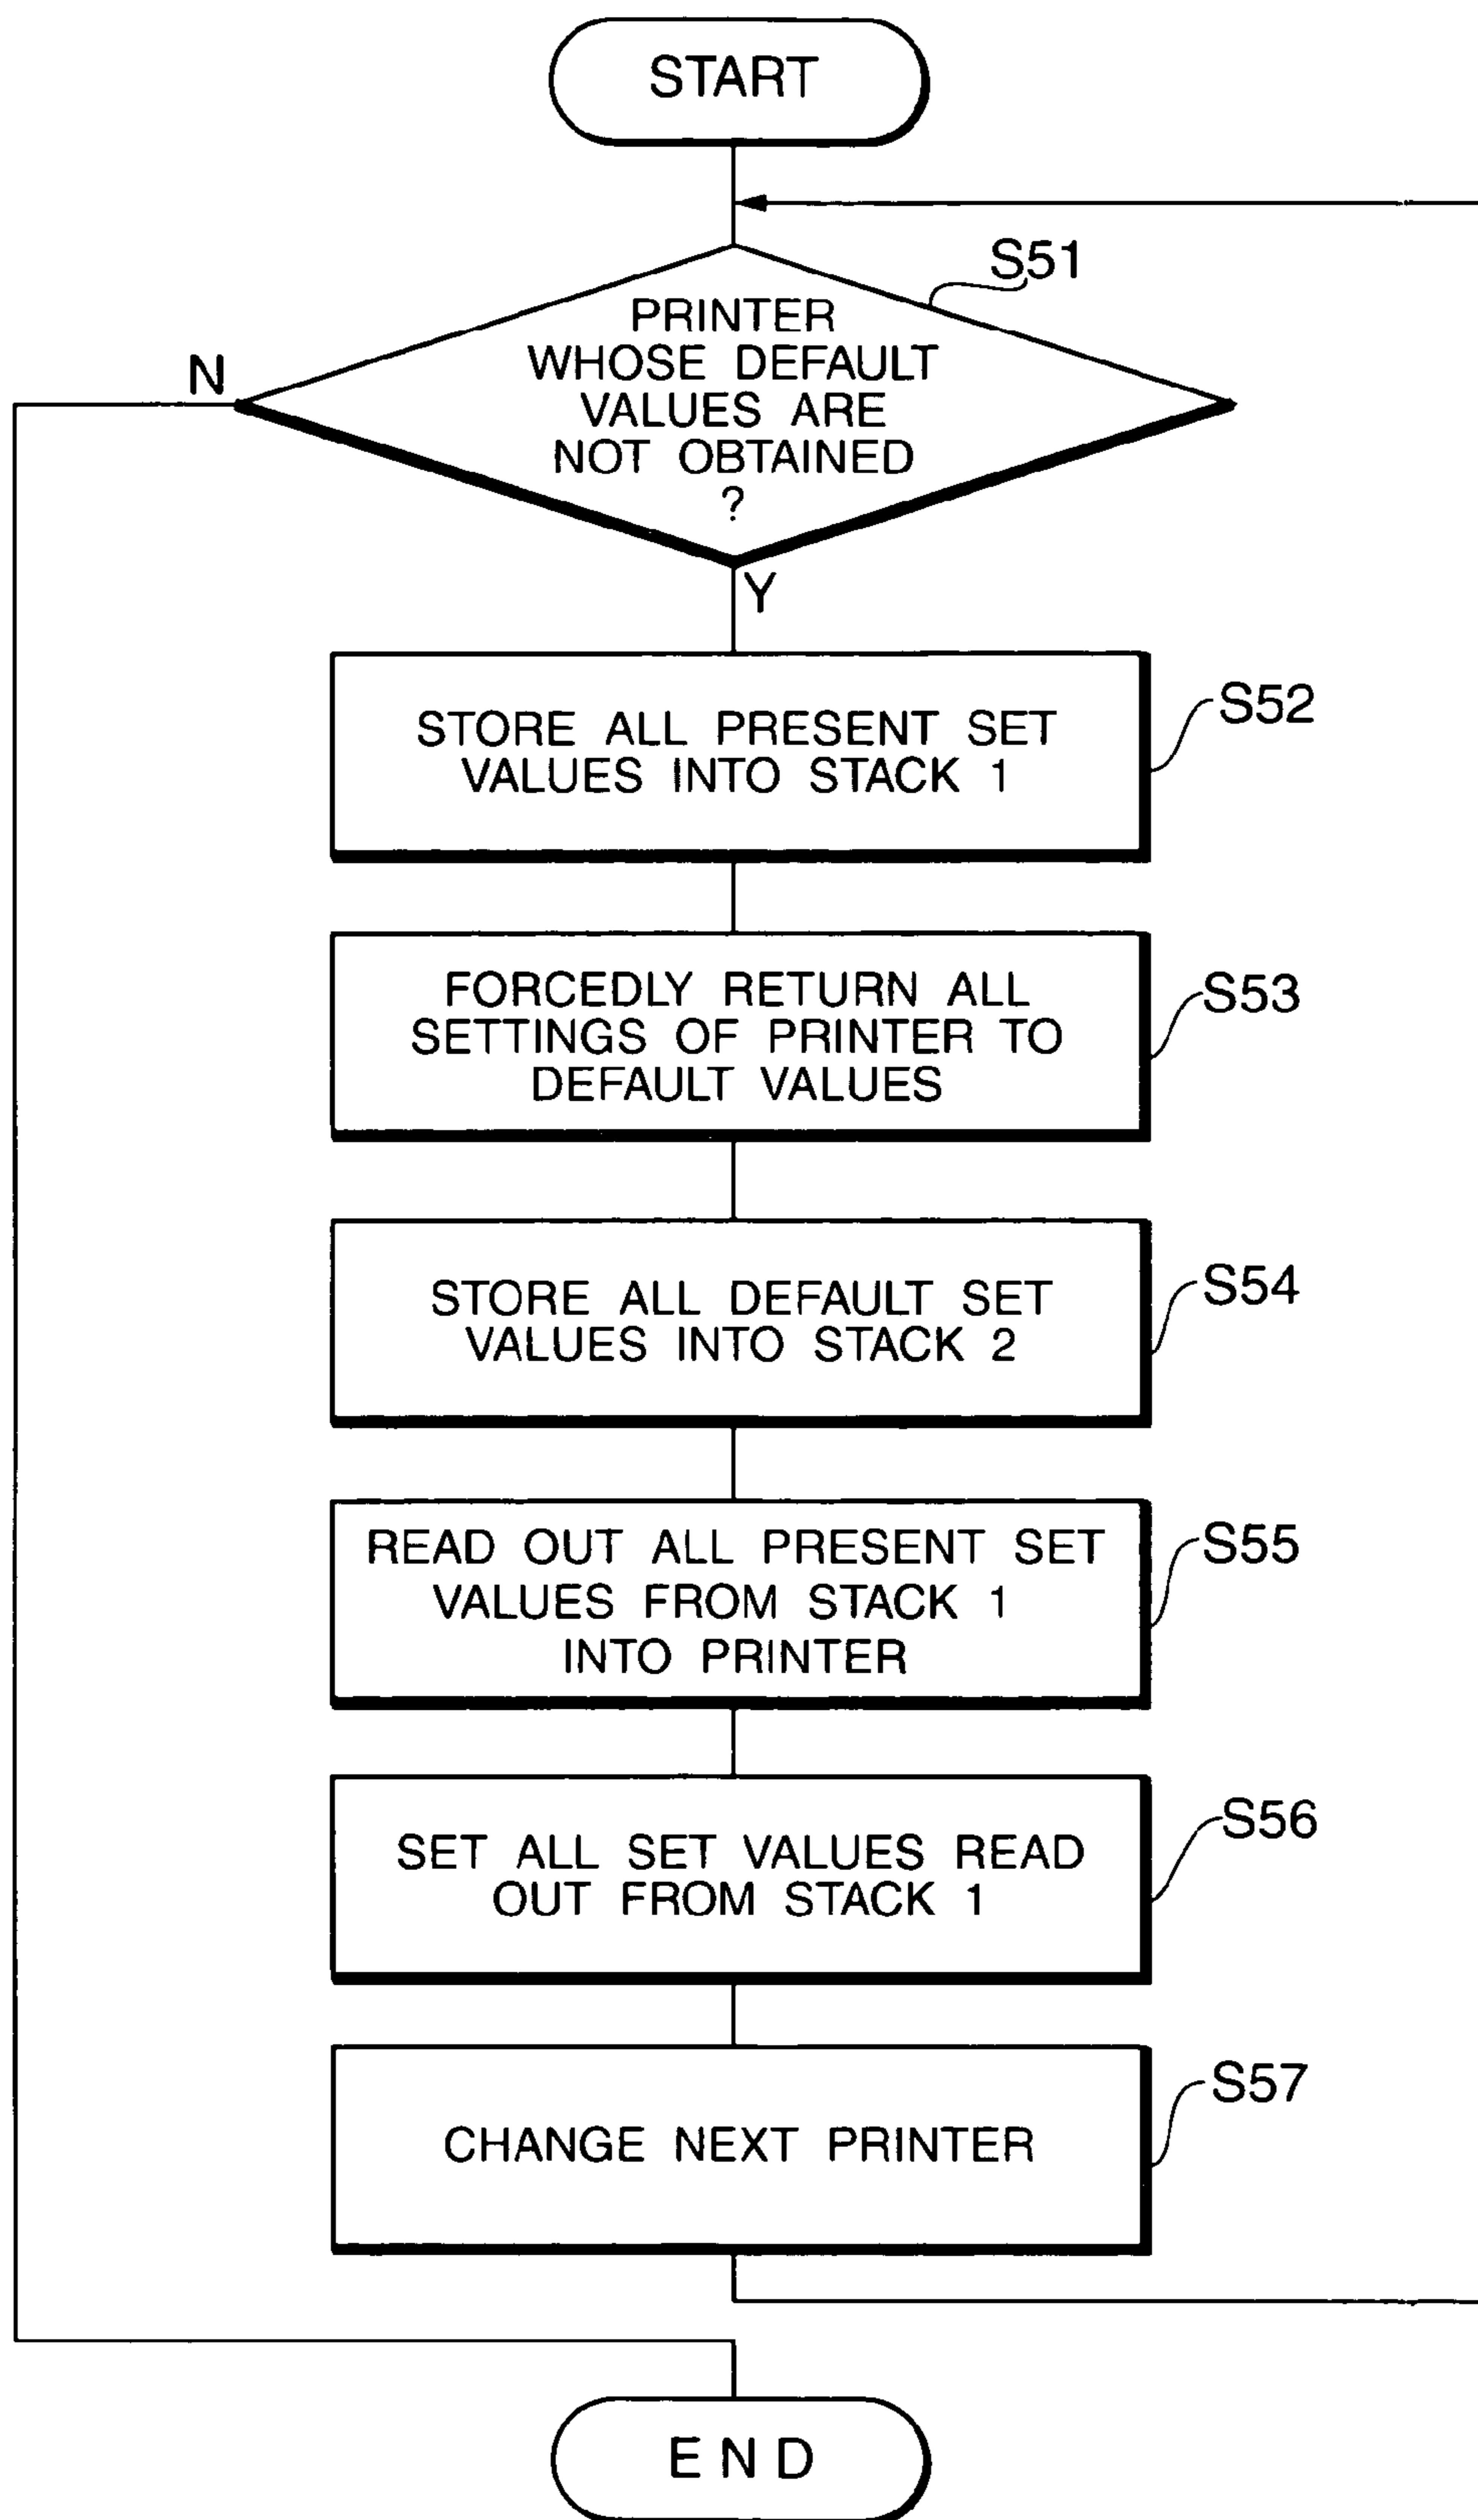 START
S51
PRINTER
WHOSE DEFAULT
VALUES ARE
NOT OBTAINED
?
N
Y
STORE ALL PRESENT SET
VALUES INTO STACK 1
S52
FORCEDLY RETURN ALL
SETTINGS OF PRINTER TO
DEFAULT VALUES
S53
STORE ALL DEFAULT SET
VALUES INTO STACK 2
S54
READ OUT ALL PRESENT SET
VALUES FROM STACK 1
INTO PRINTER
S55
SET ALL SET VALUES READ
OUT FROM STACK 1
S56
CHANGE NEXT PRINTER
S57
END